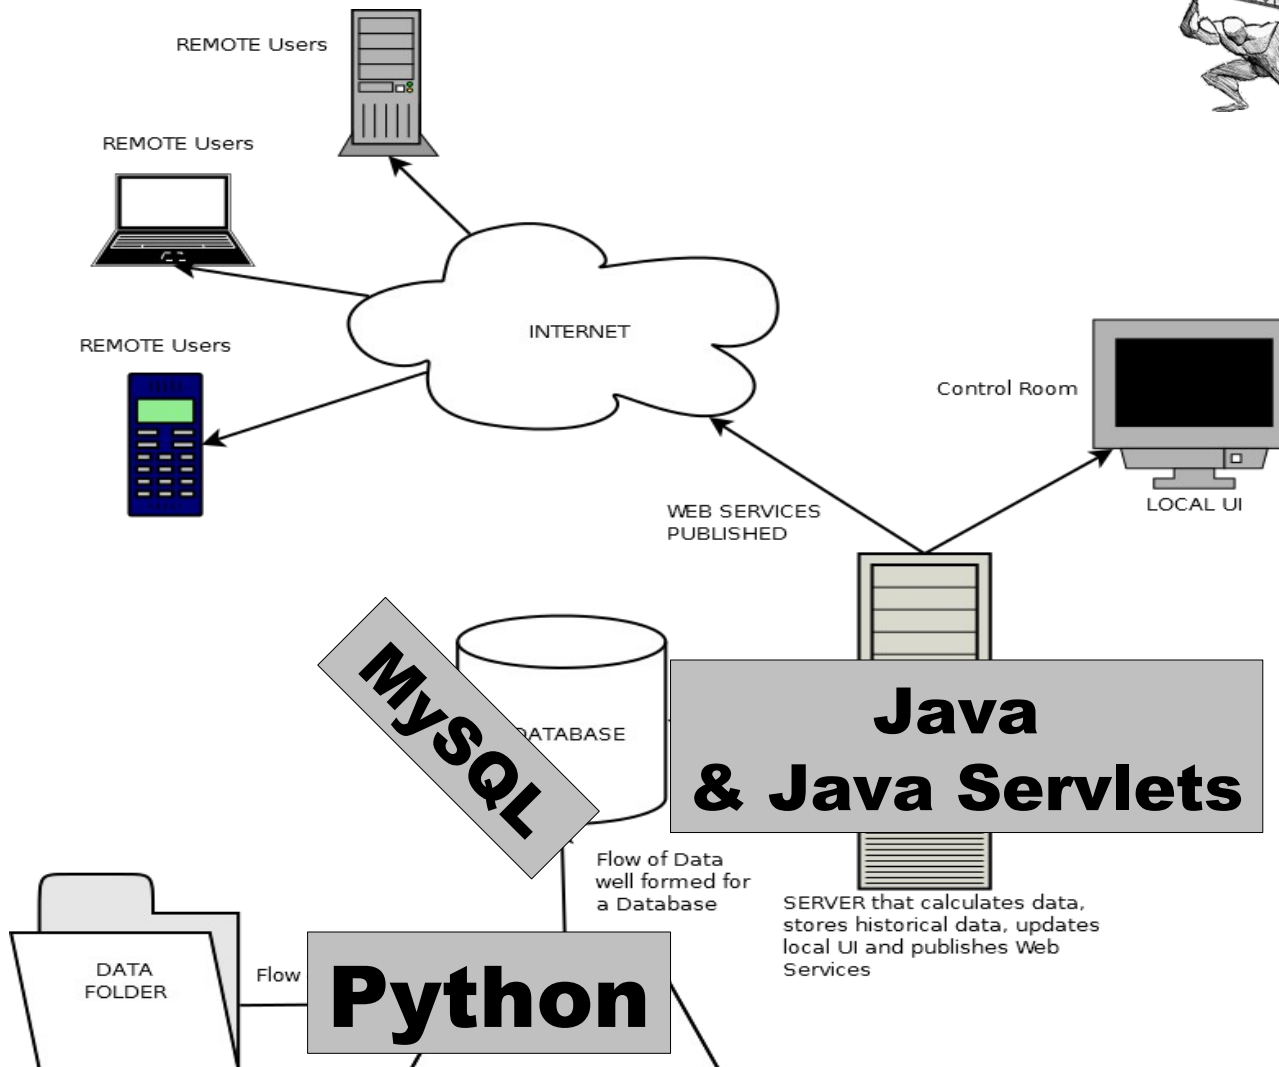 REMOTE Users
REMOTE Users
REMOTE Users
INTERNET
Control Room
LOCAL UI
WEB SERVICES
PUBLISHED
MySQL
DATABASE
Java
& Java Servlets
Flow of Data
well formed for
a Database
SERVER that calculates data,
stores historical data, updates
local UI and publishes Web
Services
DATA
FOLDER
Flow
Python